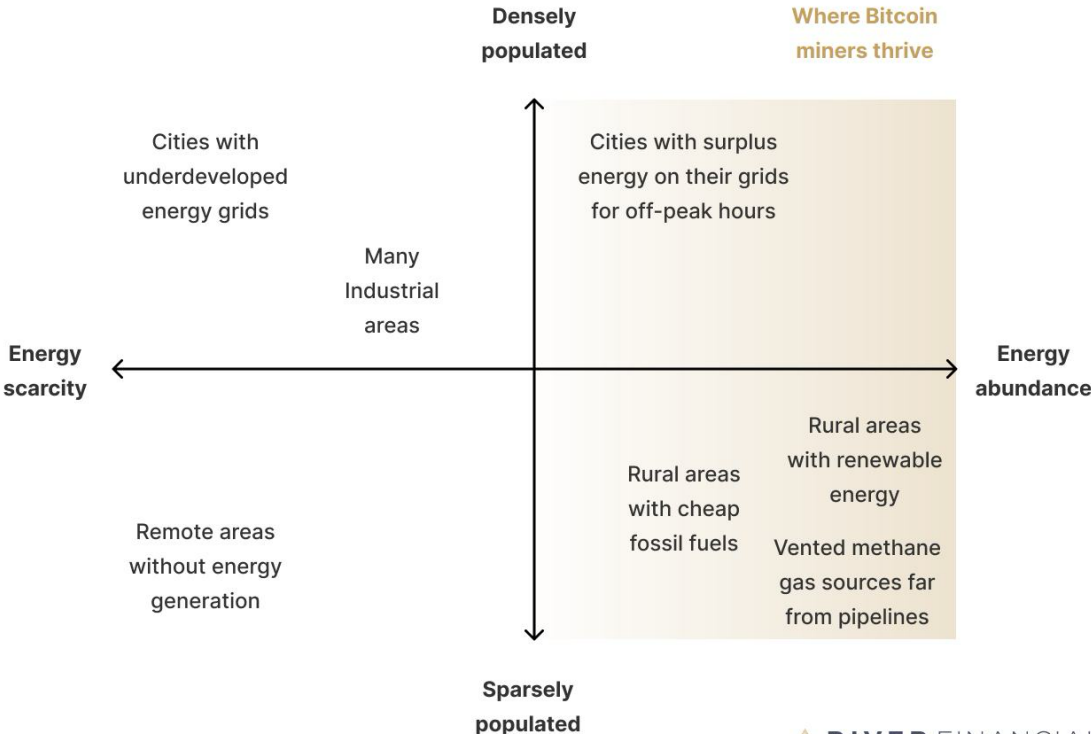 Densely
populated
Where Bitcoin
miners thrive
Cities with
underdeveloped
energy grids
Cities with surplus
energy on their grids
for off-peak hours
Many
Industrial
areas
Energy
scarcity
Energy
abundance
Rural areas
with renewable
energy
Rural areas
with cheap
fossil fuels
Remote areas
without energy
generation
Vented methane
gas sources far
from pipelines
Sparsely
populated
RIVER FINANCIAL